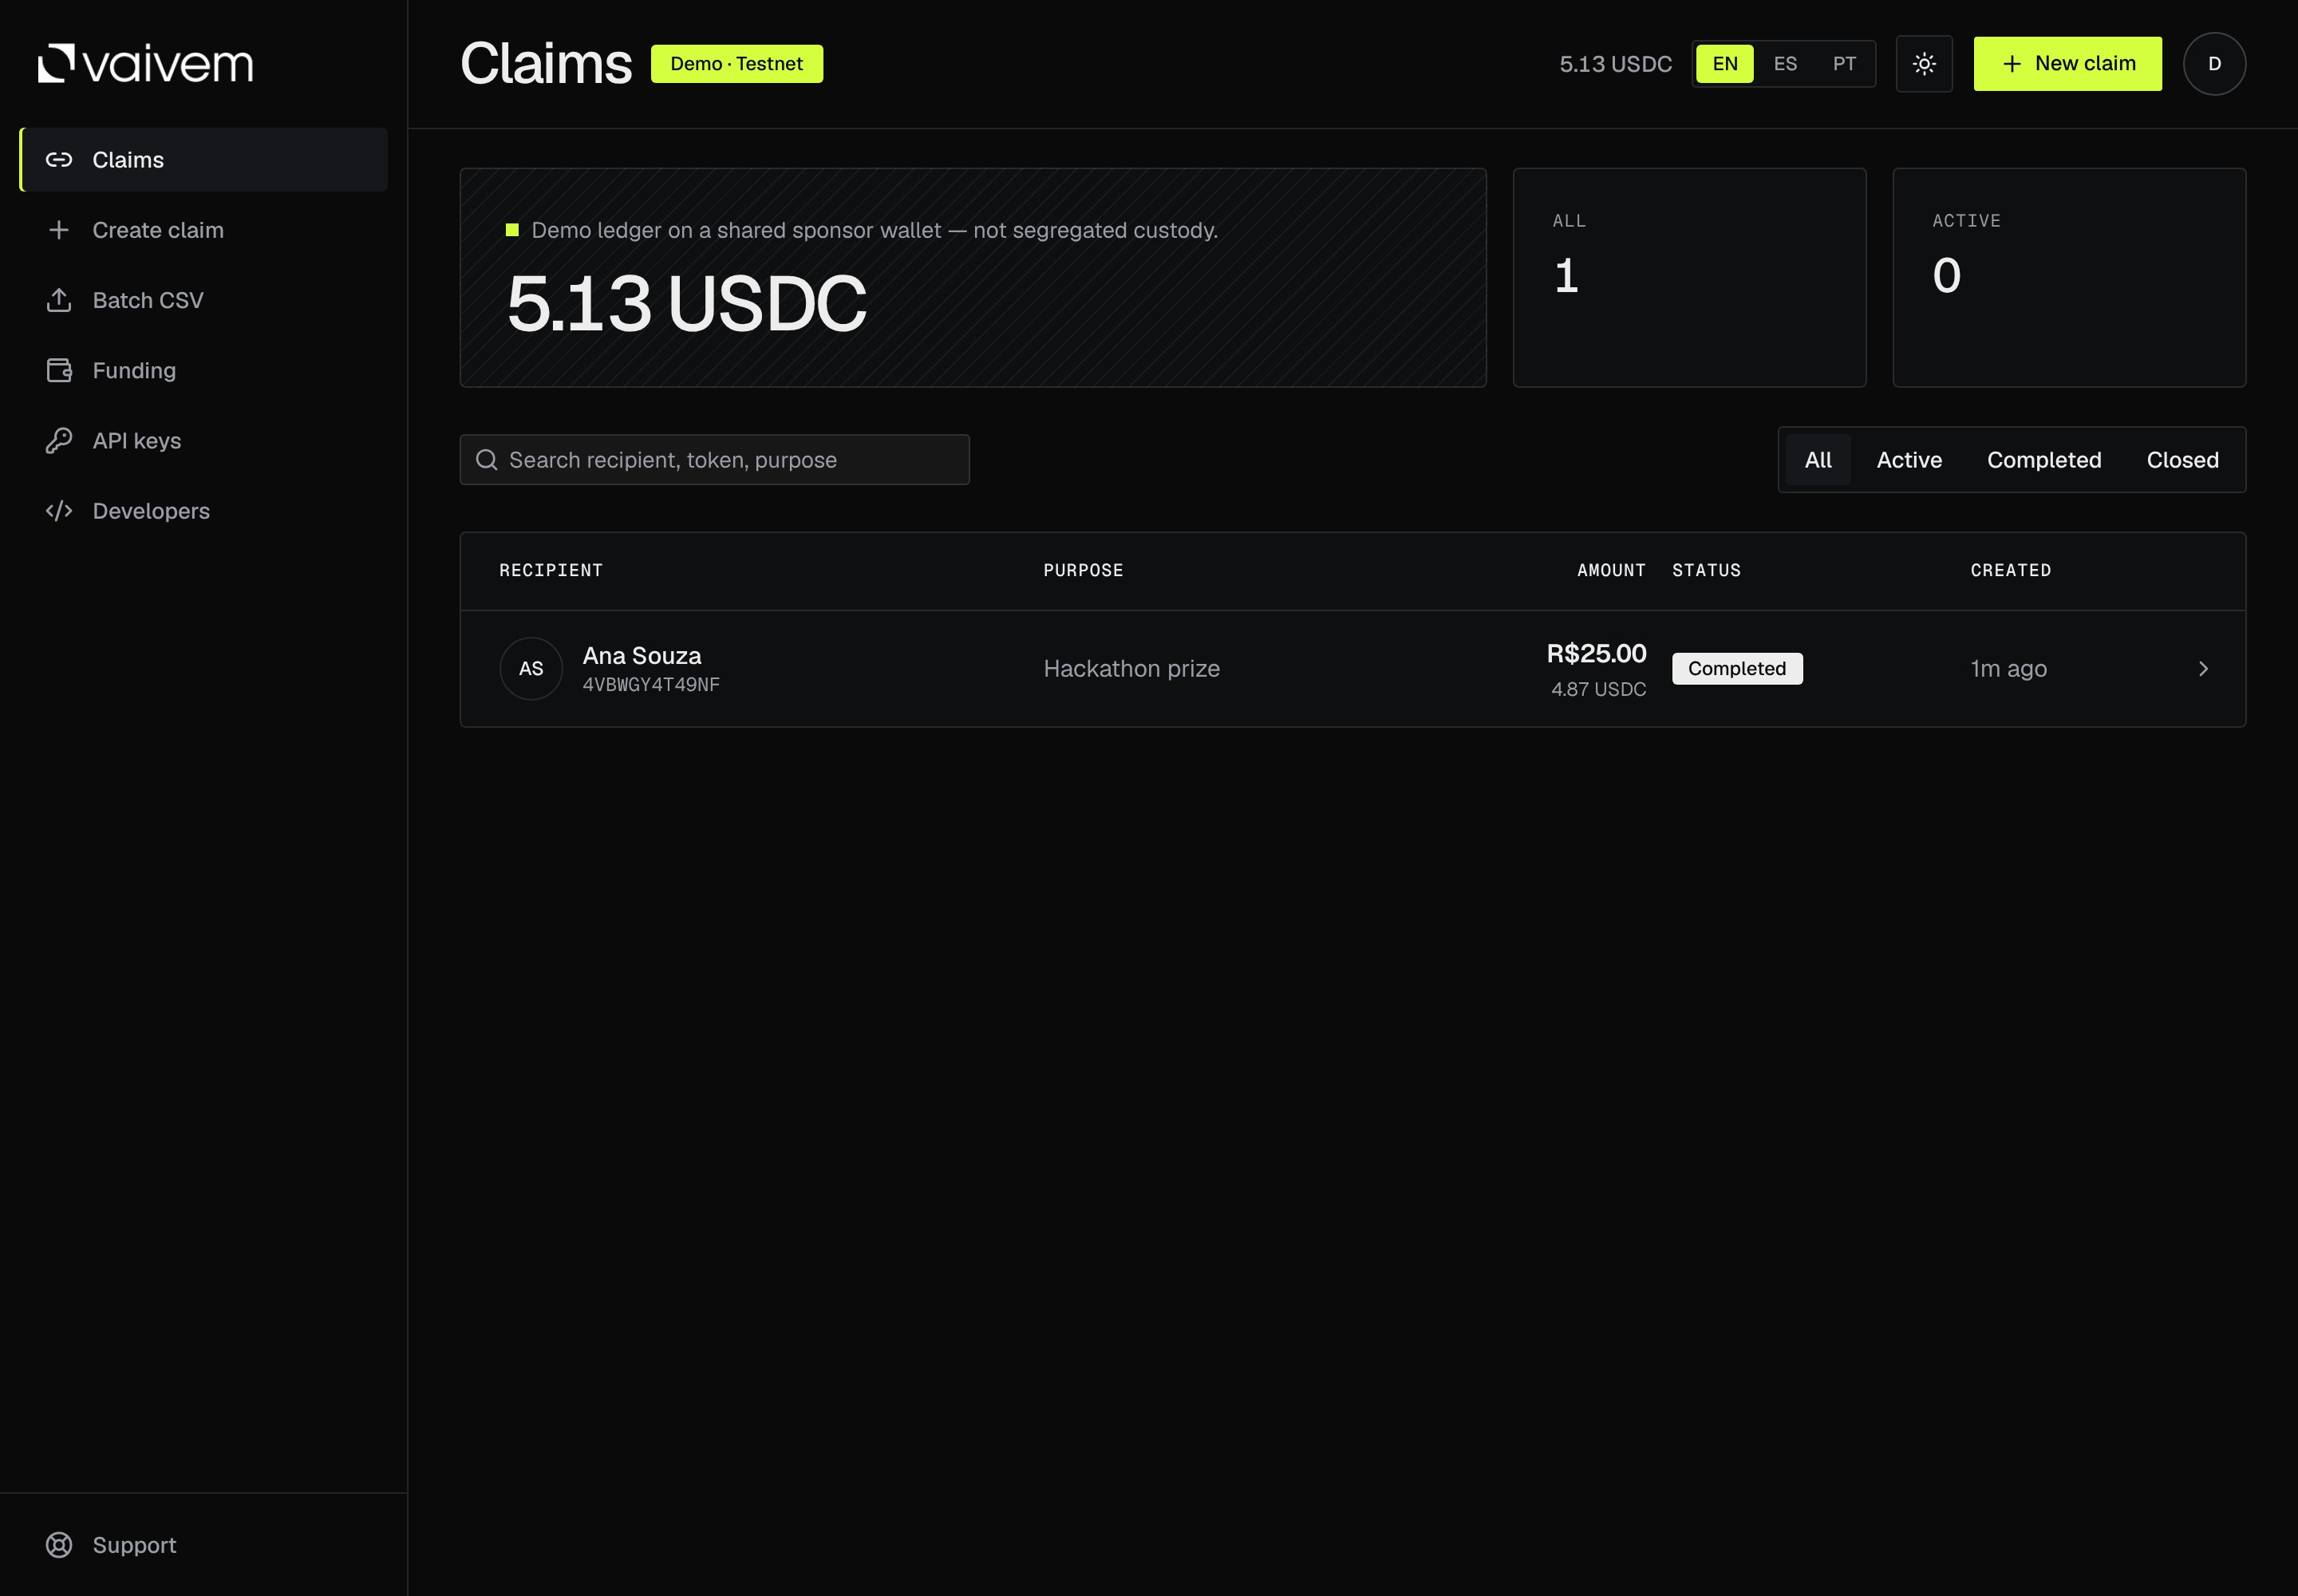 vaivem
Claims
Create claim
Batch CSV
Funding
API keys
Developers
Support
Claims
Demo · Testnet
5.13 USDC
EN ES PT
New claim
D
Demo ledger on a shared sponsor wallet — not segregated custody.
5.13 USDC
ALL
1
ACTIVE
0
Search recipient, token, purpose
All Active Completed Closed
RECIPIENT PURPOSE AMOUNT STATUS CREATED
AS
Ana Souza
4VBWGY4T49NF
Hackathon prize
R$25.00
4.87 USDC
Completed
1m ago